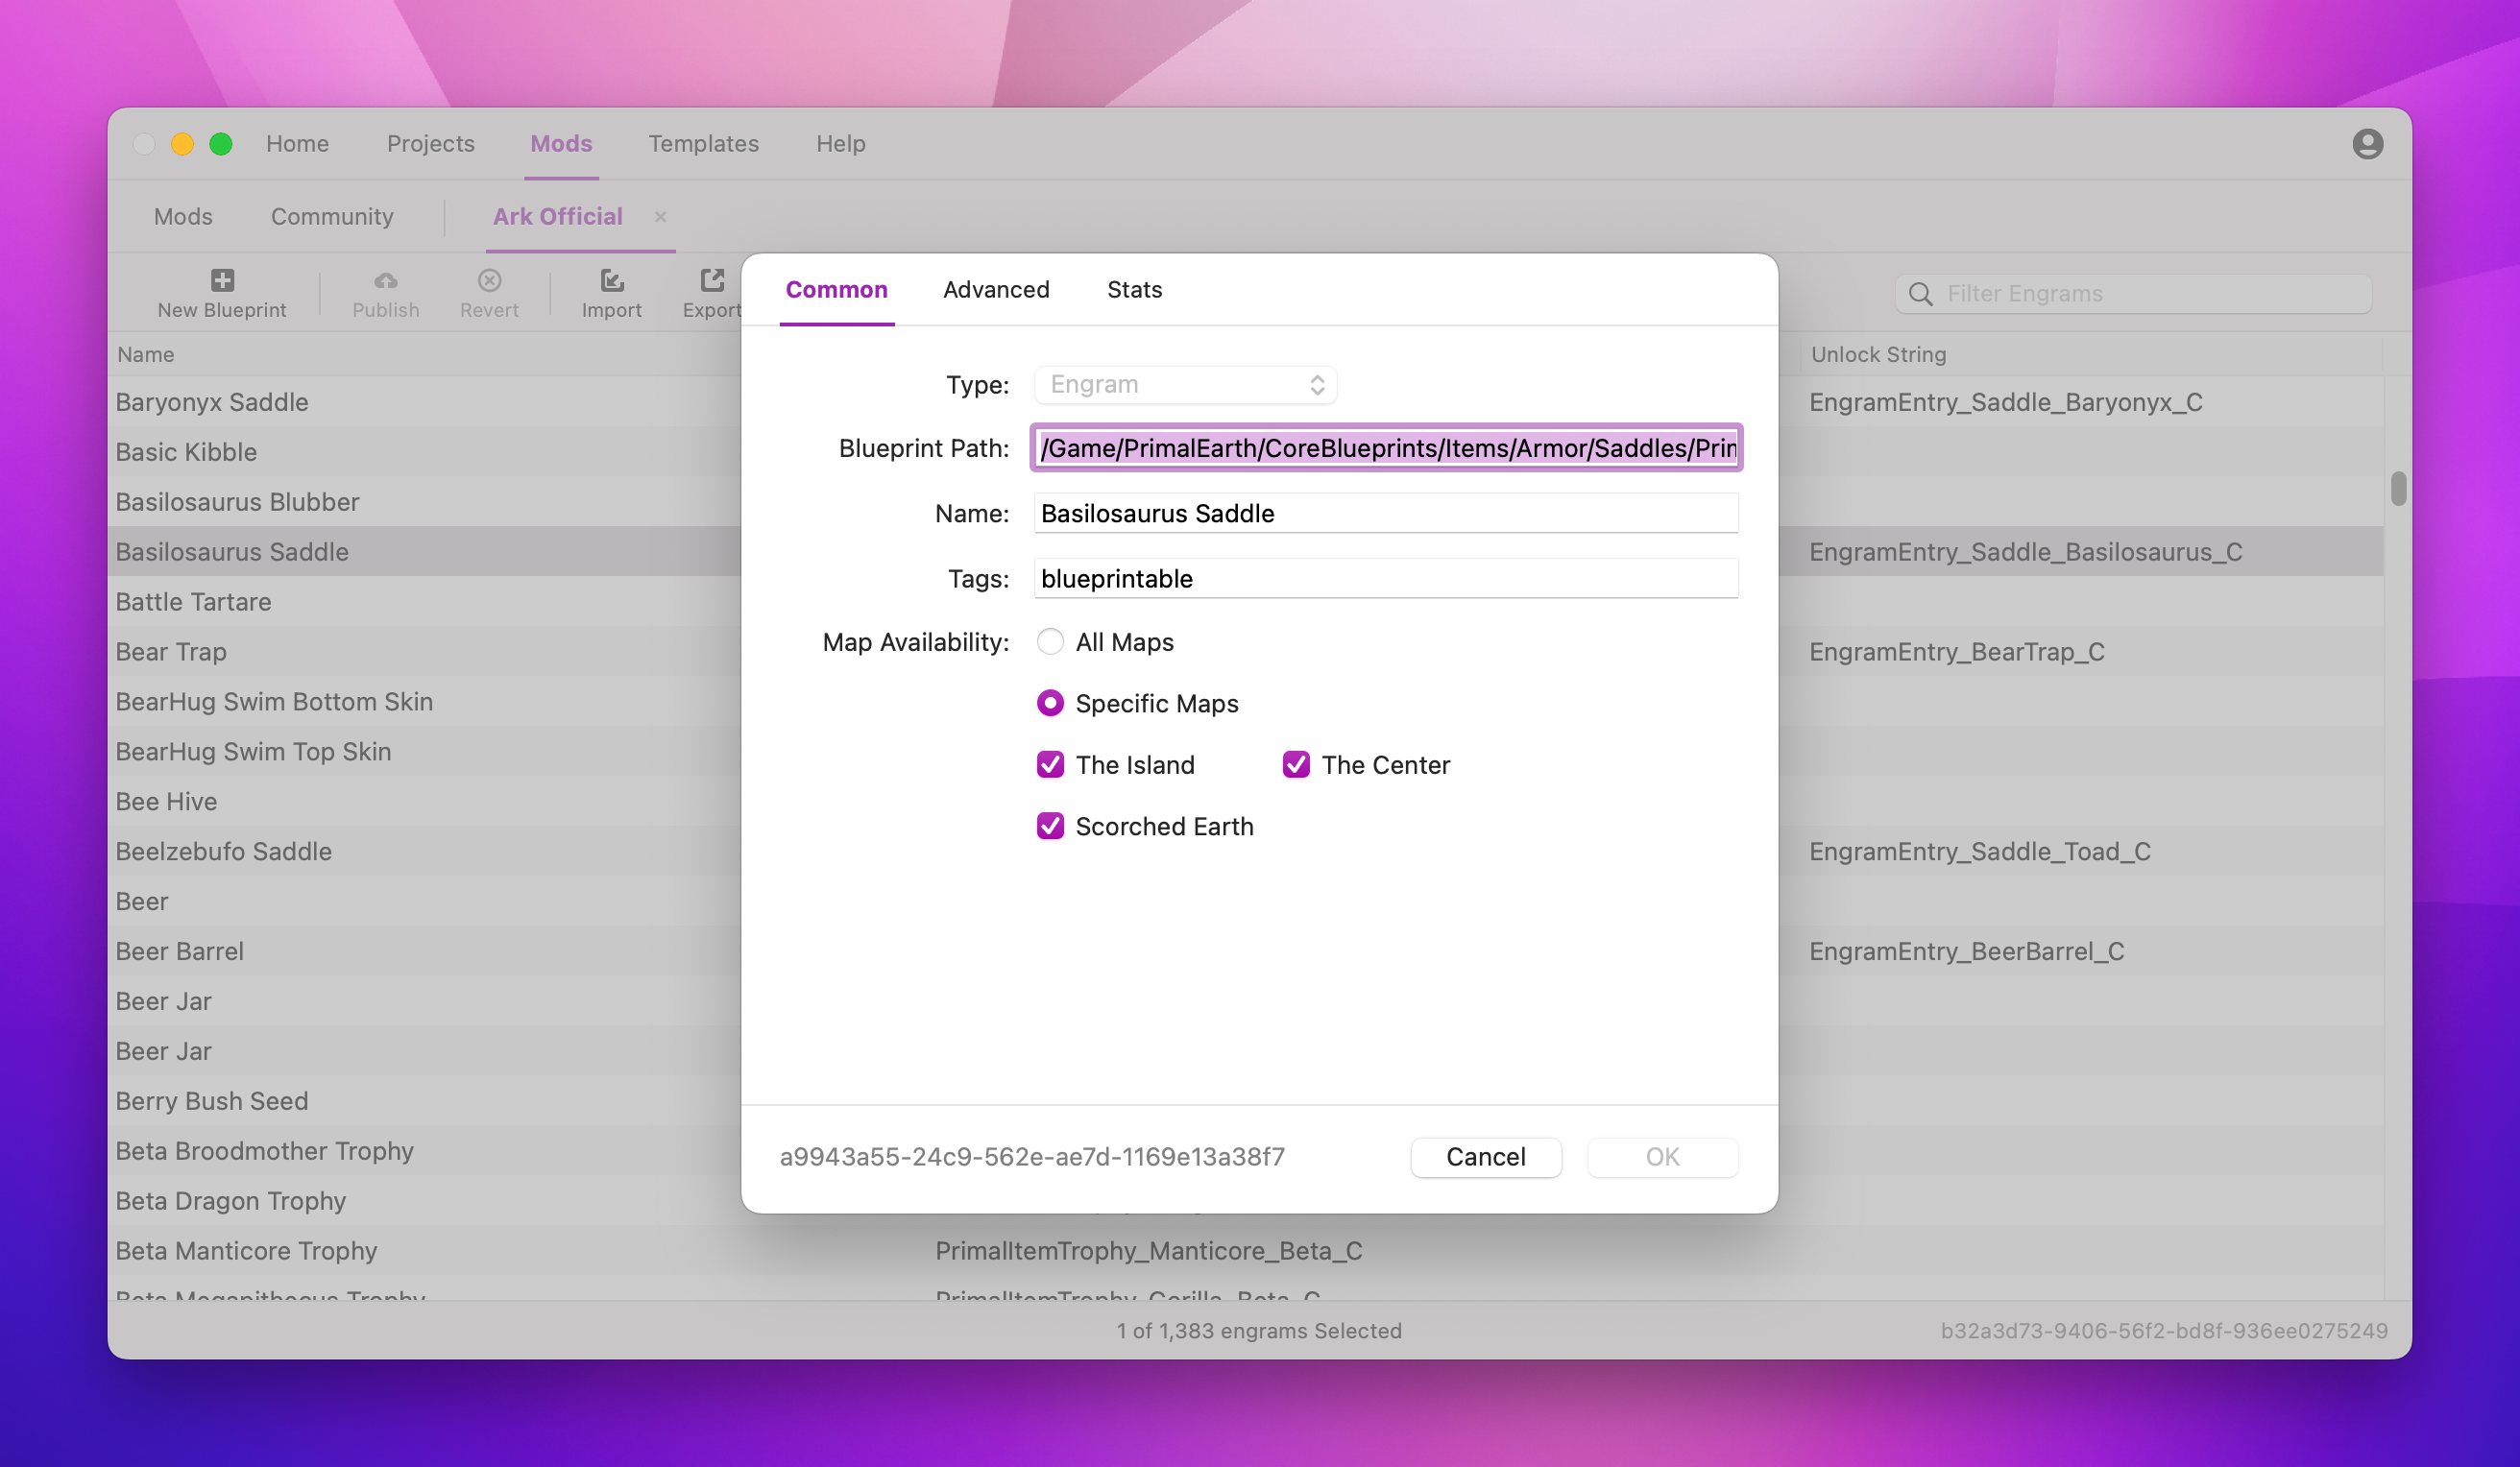 Home Projects Mods Templates Help
Mods Community Ark Official
New Blueprint Publish Revert Import Export
Filter Engrams
Name Unlock String
Baryonyx Saddle EngramEntry_Saddle_Baryonyx_C
Basic Kibble
Basilosaurus Blubber
Basilosaurus Saddle EngramEntry_Saddle_Basilosaurus_C
Battle Tartare
Bear Trap EngramEntry_BearTrap_C
BearHug Swim Bottom Skin
BearHug Swim Top Skin
Bee Hive
Beelzebufo Saddle EngramEntry_Saddle_Toad_C
Beer
Beer Barrel EngramEntry_BeerBarrel_C
Beer Jar
Beer Jar
Berry Bush Seed
Beta Broodmother Trophy
Beta Dragon Trophy
Beta Manticore Trophy PrimalItemTrophy_Manticore_Beta_C
Beta Megapithecus Trophy PrimalItemTrophy_Gorilla_Beta_C
1 of 1,383 engrams Selected b32a3d73-9406-56f2-bd8f-936ee0275249
Common Advanced Stats
Type: Engram
Blueprint Path: /Game/PrimalEarth/CoreBlueprints/Items/Armor/Saddles/Prim
Name: Basilosaurus Saddle
Tags: blueprintable
Map Availability: All Maps
Specific Maps
The Island The Center
Scorched Earth
a9943a55-24c9-562e-ae7d-1169e13a38f7 Cancel OK